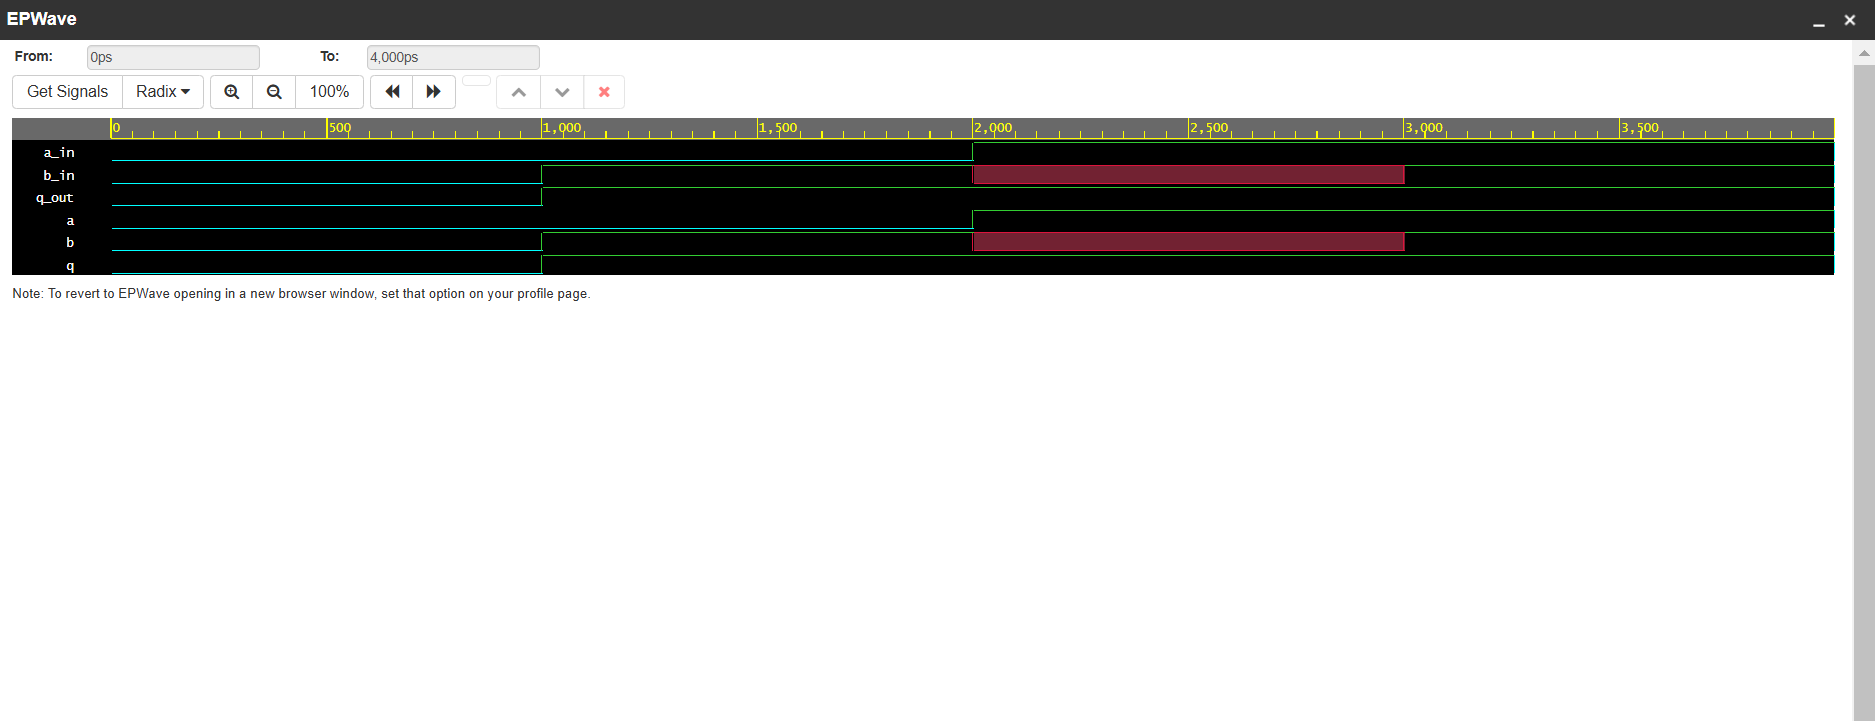 EPWave
From: 0ps To: 4,000ps
Get Signals Radix 100%
0 500 1,000 1,500 2,000 2,500 3,000 3,500
a_in
b_in
q_out
a
b
q
Note: To revert to EPWave opening in a new browser window, set that option on your profile page.